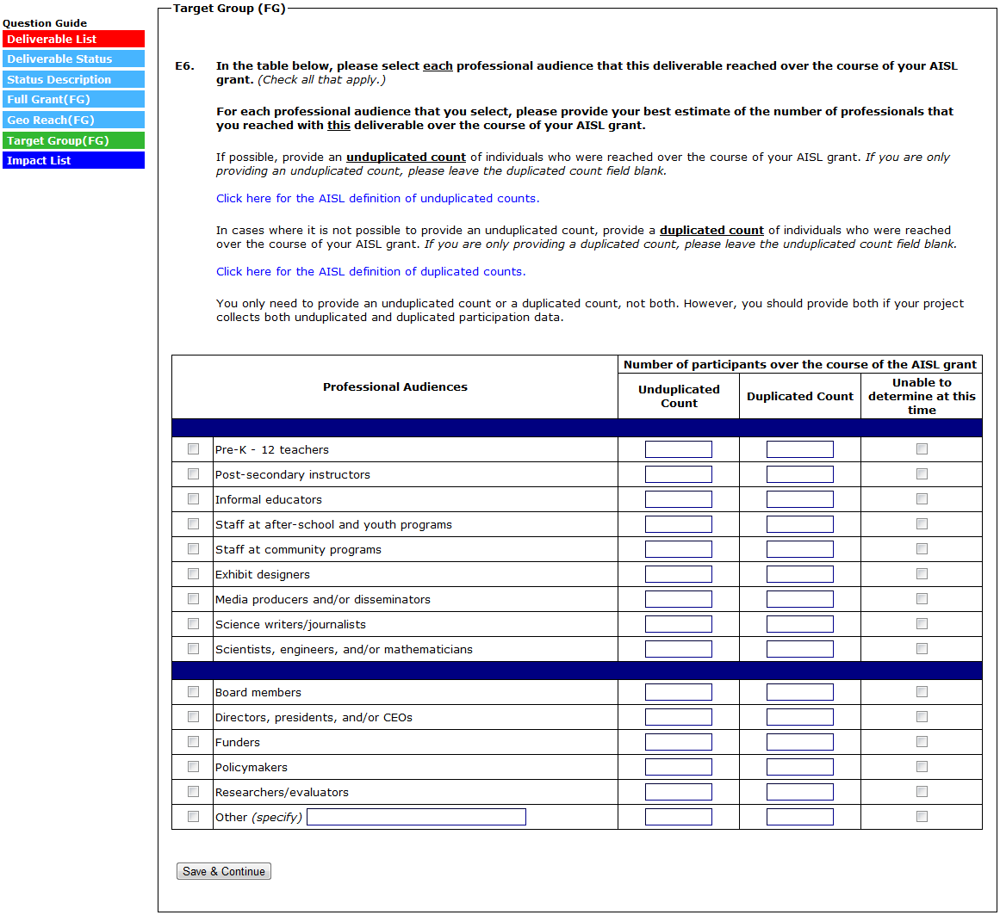 Target Group (FG)
Question Guide
Deliverable List
Deliverable Status
Status Description
Full Grant(FG)
Geo Reach(FG)
Target Group(FG)
Impact List
E6. In the table below, please select each professional audience that this deliverable reached over the course of your AISL
grant. (Check all that apply.)
For each professional audience that you select, please provide your best estimate of the number of professionals that
you reached with this deliverable over the course of your AISL grant.
If possible, provide an unduplicated count of individuals who were reached over the course of your AISL grant. If you are only
providing an unduplicated count, please leave the duplicated count field blank.
Click here for the AISL definition of unduplicated counts.
In cases where it is not possible to provide an unduplicated count, provide a duplicated count of individuals who were reached
over the course of your AISL grant. If you are only providing a duplicated count, please leave the unduplicated count field blank.
Click here for the AISL definition of duplicated counts.
You only need to provide an unduplicated count or a duplicated count, not both. However, you should provide both if your project
collects both unduplicated and duplicated participation data.
Professional Audiences
Number of participants over the course of the AISL grant
Unduplicated
Count
Duplicated Count
Unable to
determine at this
time
Pre-K - 12 teachers
Post-secondary instructors
Informal educators
Staff at after-school and youth programs
Staff at community programs
Exhibit designers
Media producers and/or disseminators
Science writers/journalists
Scientists, engineers, and/or mathematicians
Board members
Directors, presidents, and/or CEOs
Funders
Policymakers
Researchers/evaluators
Other (specify)
Save & Continue